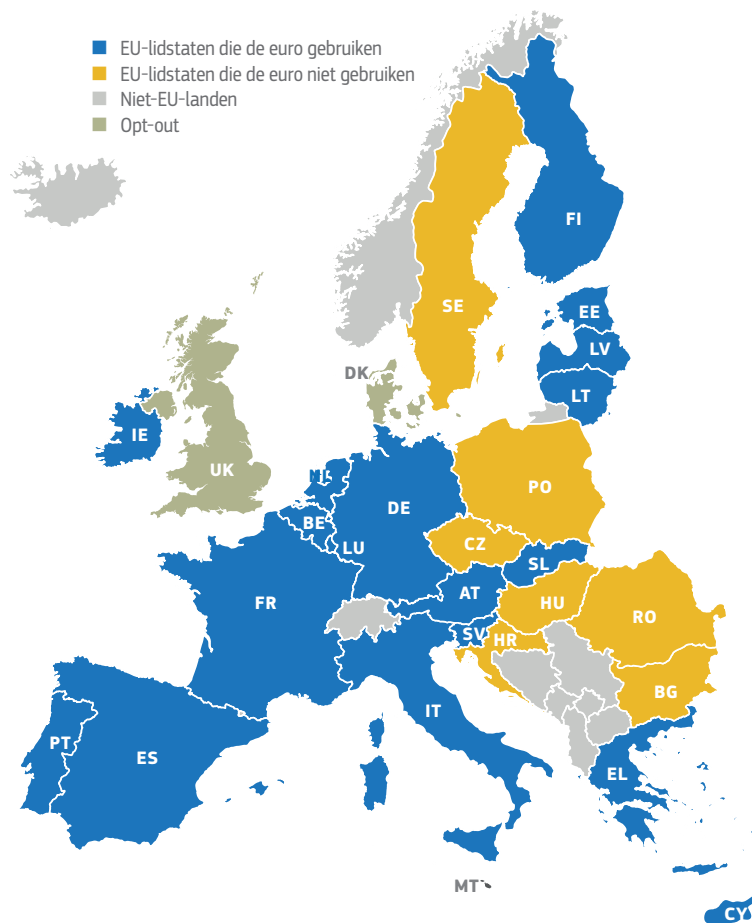 EU-lidstaten die de euro gebruiken
EU-lidstaten die de euro niet gebruiken
Niet-EU-landen
Opt-out
FI
SE
EE
LV
DK
LT
IE
UK
NL
DE
PO
BE
CZ
LU
SL
AT
FR
HU
RO
SV
HR
BG
IT
PT
ES
EL
MT
CY